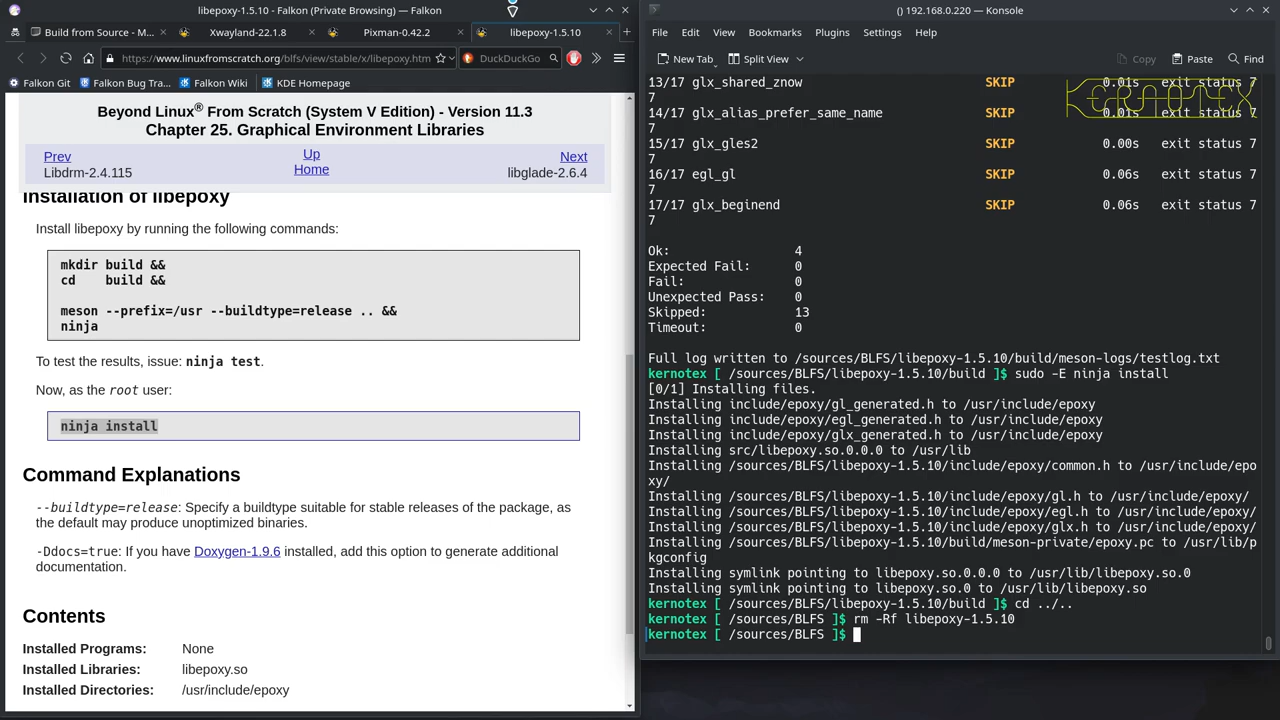 libepoxy-1.5.10 - Falkon (Private Browsing) — Falkon
Build from Source - M...
Xwayland-22.1.8
Pixman-0.42.2
libepoxy-1.5.10
https://www.linuxfromscratch.org/blfs/view/stable/x/libepoxy.htm
DuckDuckGo
Falkon Git
Falkon Bug Tra...
Falkon Wiki
KDE Homepage
Beyond Linux® From Scratch (System V Edition) - Version 11.3
Chapter 25. Graphical Environment Libraries
Prev
Up
Next
Libdrm-2.4.115
Home
libglade-2.6.4
Installation of libepoxy
Install libepoxy by running the following commands:
mkdir build &&
cd    build &&
meson --prefix=/usr --buildtype=release .. &&
ninja
To test the results, issue: ninja test.
Now, as the root user:
ninja install
Command Explanations
--buildtype=release: Specify a buildtype suitable for stable releases of the package, as
the default may produce unoptimized binaries.
-Ddocs=true: If you have Doxygen-1.9.6 installed, add this option to generate additional
documentation.
Contents
Installed Programs: None
Installed Libraries: libepoxy.so
Installed Directories: /usr/include/epoxy
() 192.168.0.220 — Konsole
File Edit View Bookmarks Plugins Settings Help
New Tab
Split View
Copy
Paste
Find
KERNOTEX
13/17 glx_shared_znow SKIP 0.01s exit status 7
7
14/17 glx_alias_prefer_same_name SKIP 0.01s exit status 7
7
15/17 glx_gles2 SKIP 0.00s exit status 7
7
16/17 egl_gl SKIP 0.06s exit status 7
7
17/17 glx_beginend SKIP 0.06s exit status 7
7
Ok: 4
Expected Fail: 0
Fail: 0
Unexpected Pass: 0
Skipped: 13
Timeout: 0
Full log written to /sources/BLFS/libepoxy-1.5.10/build/meson-logs/testlog.txt
kernotex [ /sources/BLFS/libepoxy-1.5.10/build ]$ sudo -E ninja install
[0/1] Installing files.
Installing include/epoxy/gl_generated.h to /usr/include/epoxy
Installing include/epoxy/egl_generated.h to /usr/include/epoxy
Installing include/epoxy/glx_generated.h to /usr/include/epoxy
Installing src/libepoxy.so.0.0.0 to /usr/lib
Installing /sources/BLFS/libepoxy-1.5.10/include/epoxy/common.h to /usr/include/epo
xy/
Installing /sources/BLFS/libepoxy-1.5.10/include/epoxy/gl.h to /usr/include/epoxy/
Installing /sources/BLFS/libepoxy-1.5.10/include/epoxy/egl.h to /usr/include/epoxy/
Installing /sources/BLFS/libepoxy-1.5.10/include/epoxy/glx.h to /usr/include/epoxy/
Installing /sources/BLFS/libepoxy-1.5.10/build/meson-private/epoxy.pc to /usr/lib/p
kgconfig
Installing symlink pointing to libepoxy.so.0.0.0 to /usr/lib/libepoxy.so.0
Installing symlink pointing to libepoxy.so.0 to /usr/lib/libepoxy.so
kernotex [ /sources/BLFS/libepoxy-1.5.10/build ]$ cd ../..
kernotex [ /sources/BLFS ]$ rm -Rf libepoxy-1.5.10
kernotex [ /sources/BLFS ]$